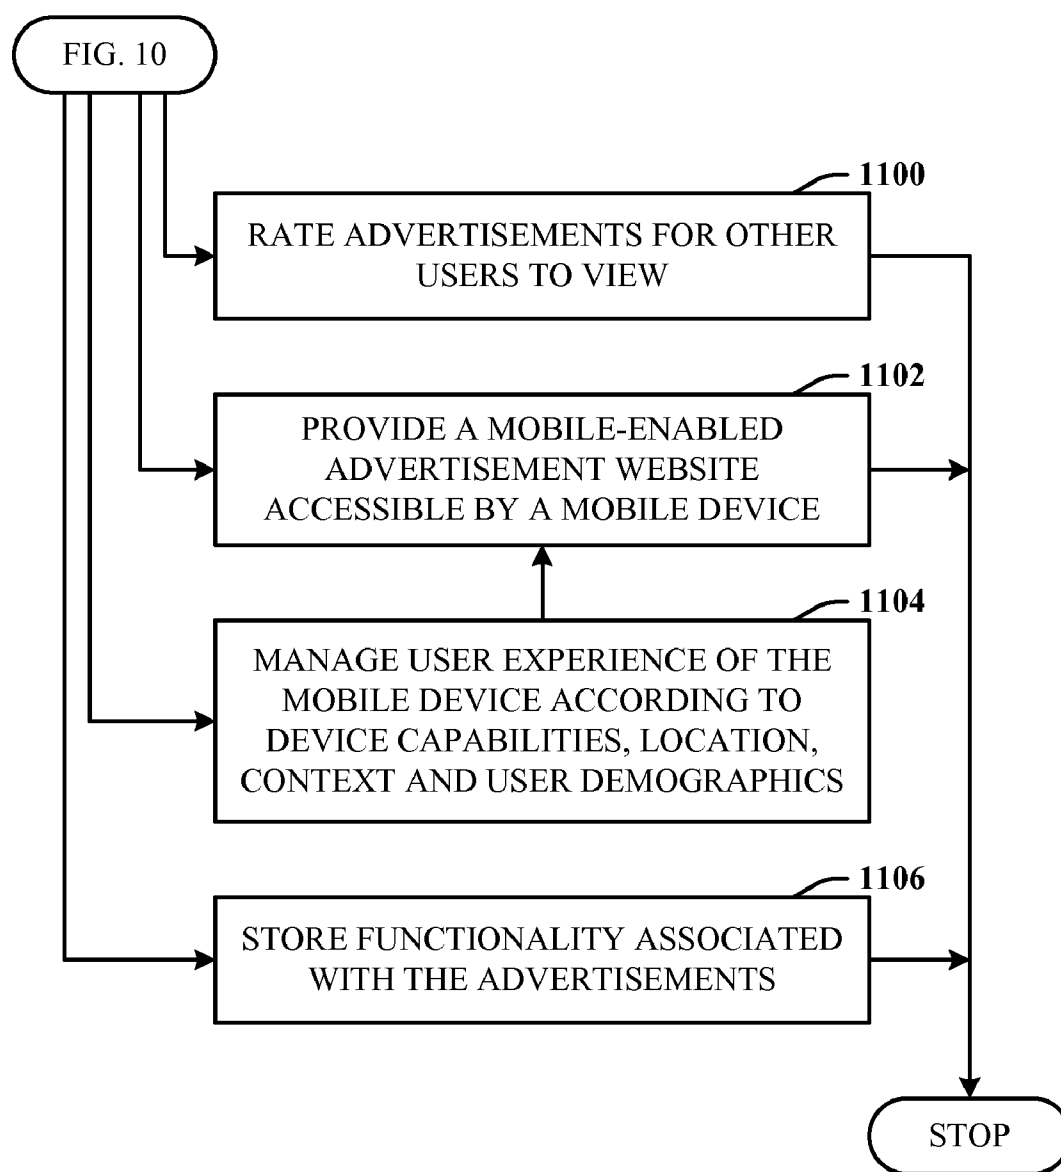 FIG. 10
1100
RATE ADVERTISEMENTS FOR OTHER
USERS TO VIEW
1102
PROVIDE A MOBILE-ENABLED
ADVERTISEMENT WEBSITE
ACCESSIBLE BY A MOBILE DEVICE
1104
MANAGE USER EXPERIENCE OF THE
MOBILE DEVICE ACCORDING TO
DEVICE CAPABILITIES, LOCATION,
CONTEXT AND USER DEMOGRAPHICS
1106
STORE FUNCTIONALITY ASSOCIATED
WITH THE ADVERTISEMENTS
STOP